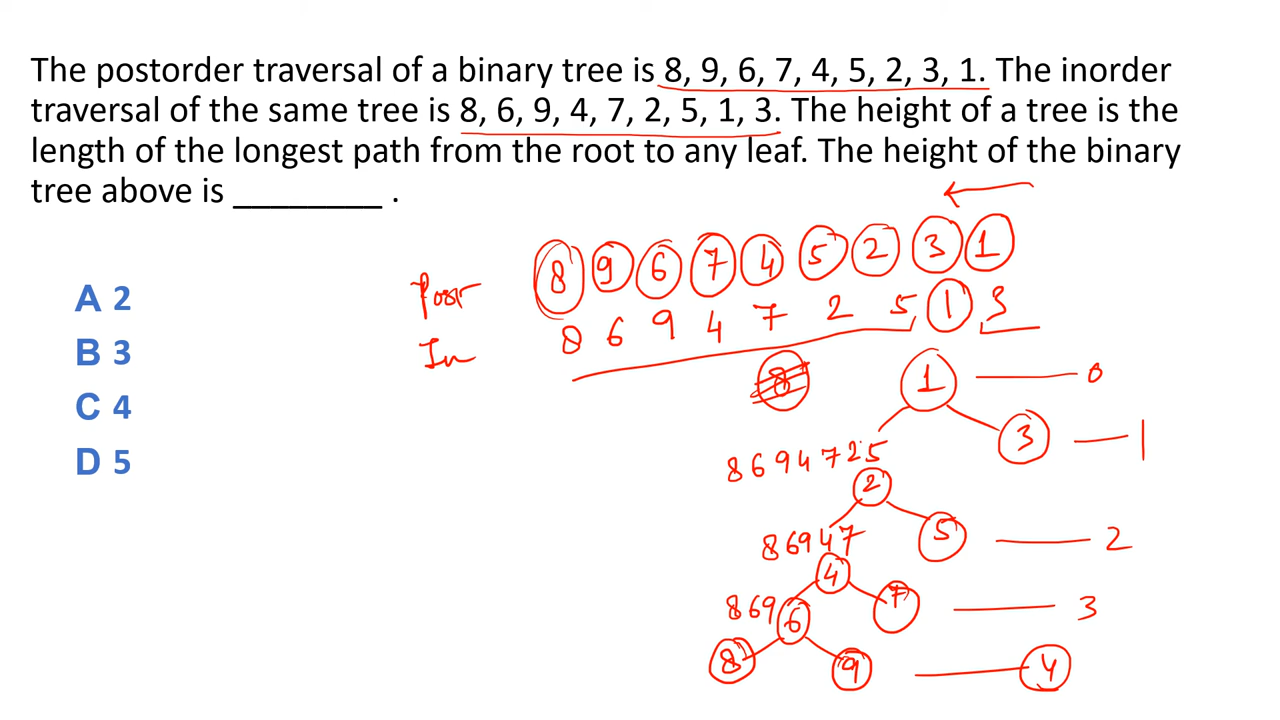 The postorder traversal of a binary tree is 8, 9, 6, 7, 4, 5, 2, 3, 1. The inorder
traversal of the same tree is 8, 6, 9, 4, 7, 2, 5, 1, 3. The height of a tree is the
length of the longest path from the root to any leaf. The height of the binary
tree above is ________ .
A 2
B 3
C 4
D 5
Post 8 9 6 7 4 5 2 3 1
In 8 6 9 4 7 2 5 1 3
8
1 0
3 1
8 6 9 4 7 2 5
2
8 6 9 4 7
5 2
4
8 6 9
6
7 3
8 9 4